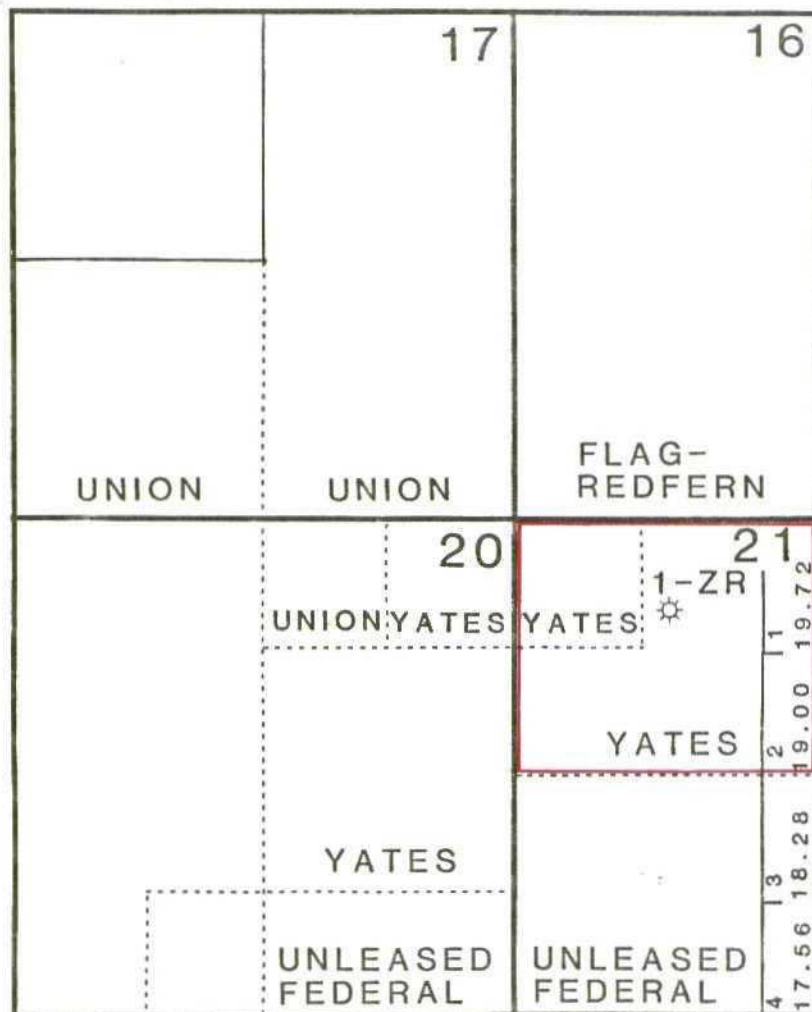 17
16
UNION
UNION
FLAG-
REDFERN
20
21
1-ZR
UNION
YATES
YATES
1
19.72
YATES
2
19.00
YATES
3
18.28
UNLEASED
FEDERAL
UNLEASED
FEDERAL
4
17.56